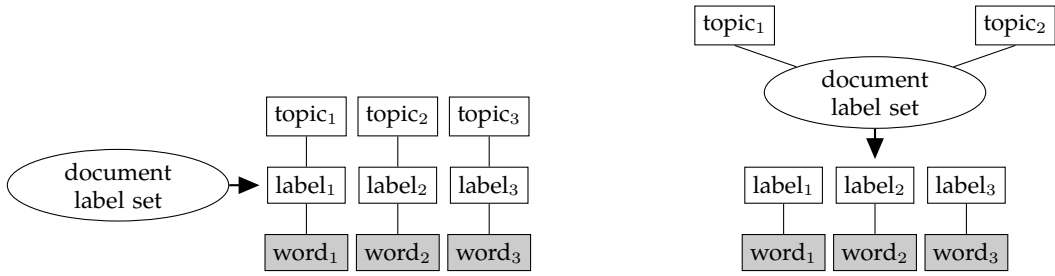 topic₁ topic₂
document
label set
topic₁ topic₂ topic₃
document
label set
label₁ label₂ label₃
label₁ label₂ label₃
word₁ word₂ word₃
word₁ word₂ word₃